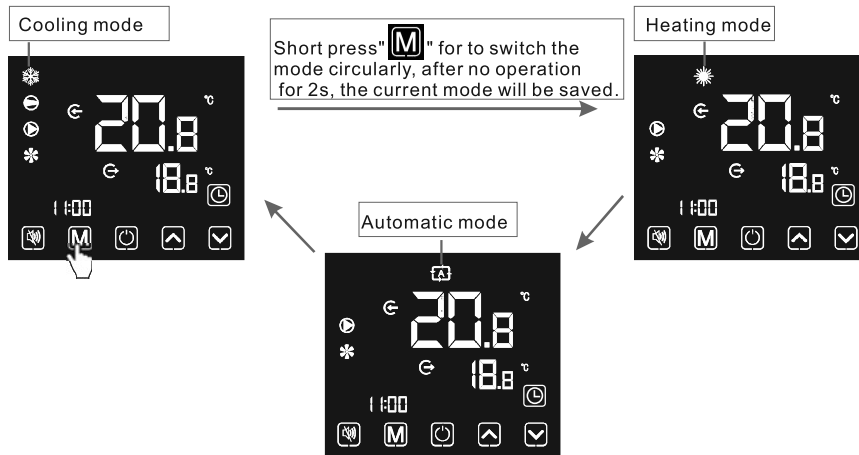 Cooling mode
Short press" M " for to switch the
mode circularly, after no operation
for 2s, the current mode will be saved.
Heating mode
20.8 °C
18.8 °C
11:00
M
20.8 °C
18.8 °C
11:00
M
Automatic mode
A
20.8 °C
18.8 °C
11:00
M